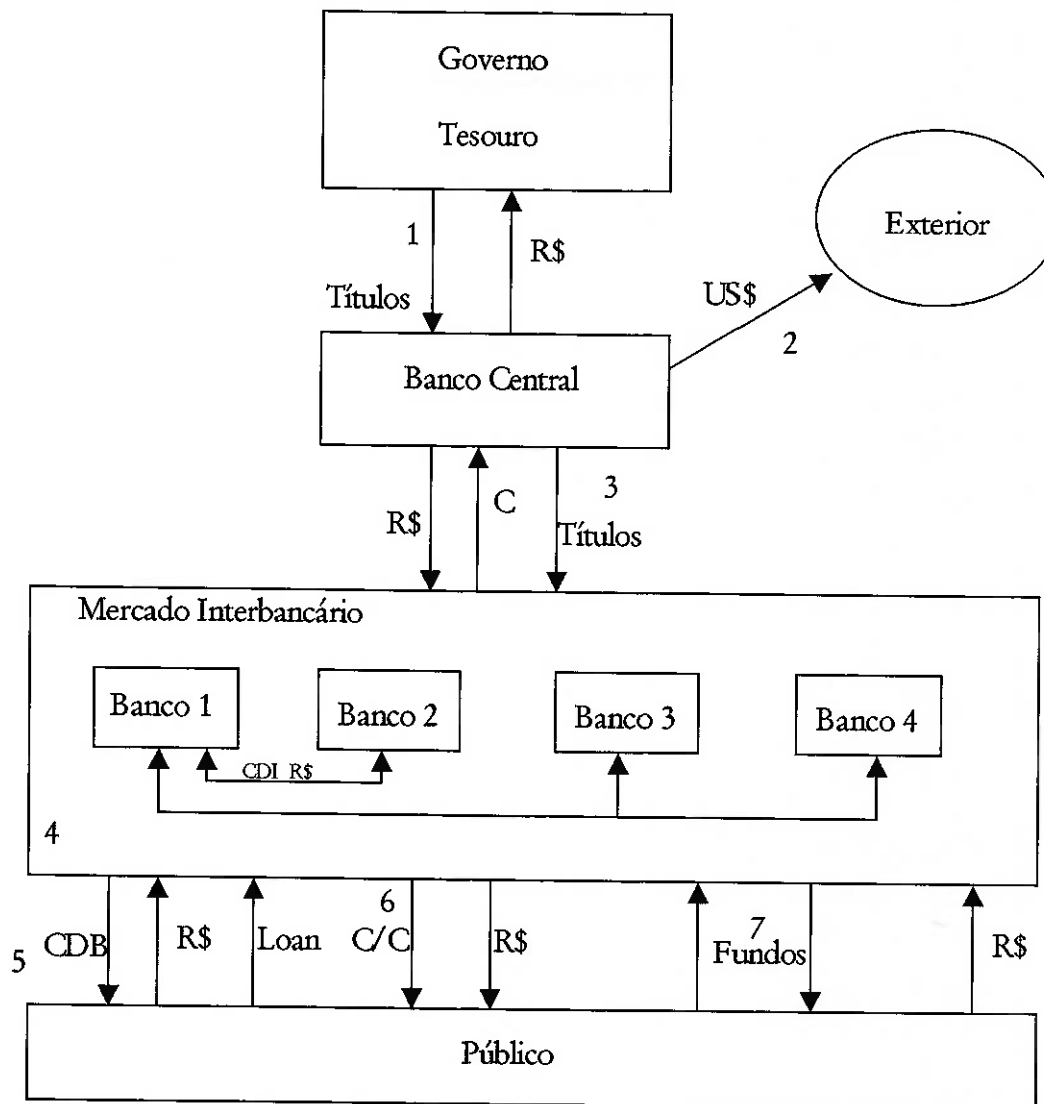 Governo
Tesouro
Exterior
1
R$
Títulos
US$
2
Banco Central
3
R$
C
Títulos
Mercado Interbancário
Banco 1
Banco 2
Banco 3
Banco 4
CDI R$
4
5
CDB
R$
Loan
6
C/C
R$
7
Fundos
R$
Público